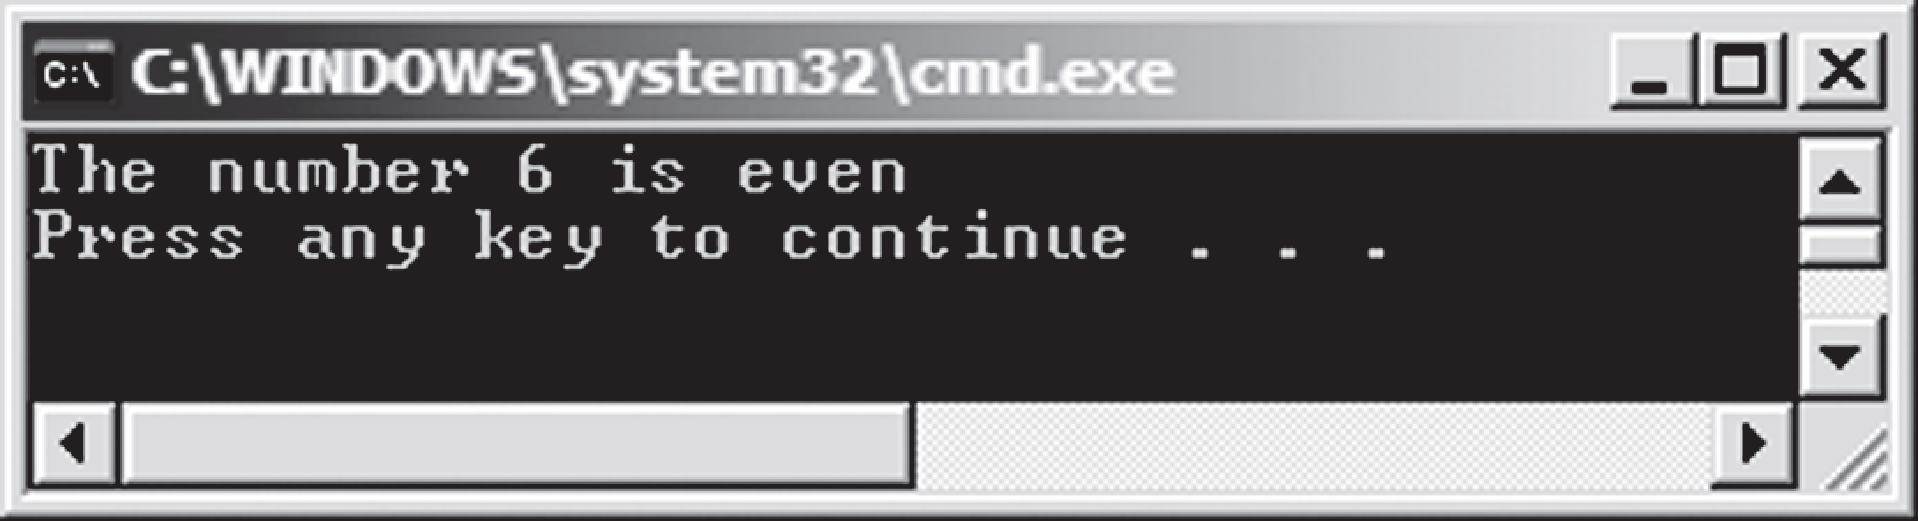 C:\WINDOWS\system32\cmd.exe
The number 6 is even
Press any key to continue . . .